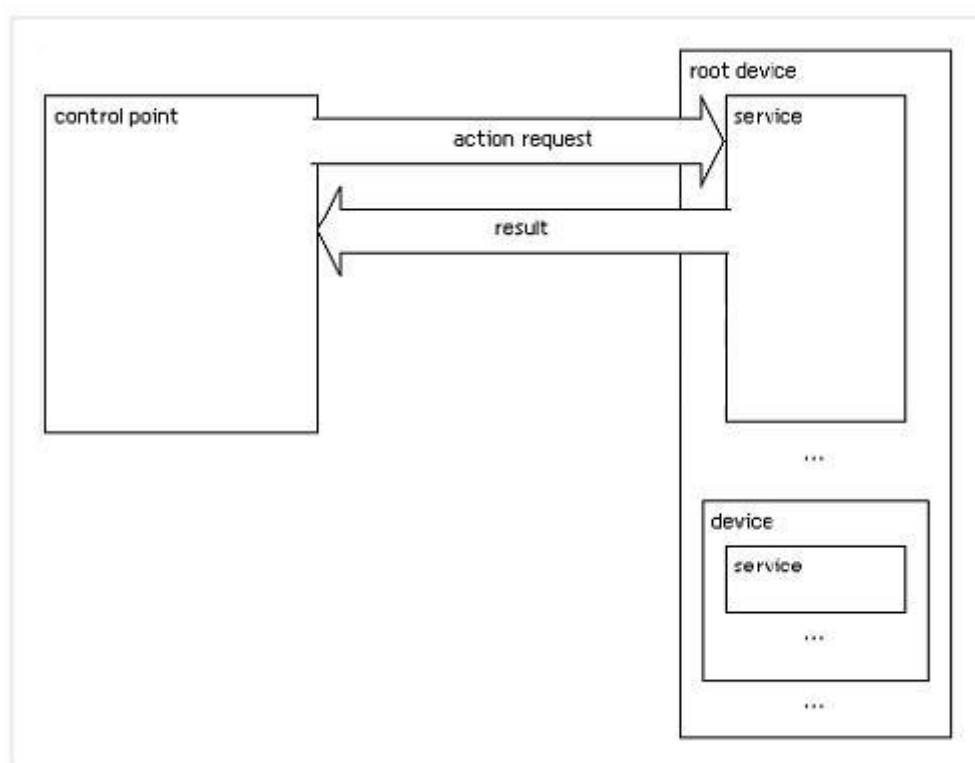 root device
control point
service
action request
result
...
device
service
...
...